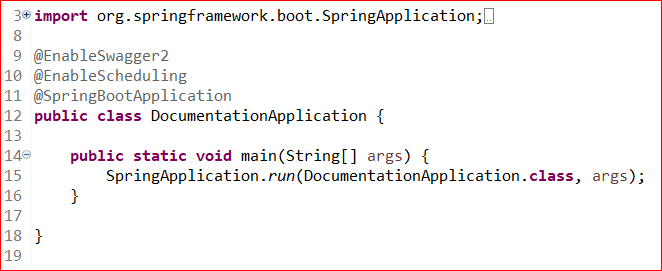 3 import org.springframework.boot.SpringApplication;
8
9 @EnableSwagger2
10 @EnableScheduling
11 @SpringBootApplication
12 public class DocumentationApplication {
13
14     public static void main(String[] args) {
15         SpringApplication.run(DocumentationApplication.class, args);
16     }
17
18 }
19